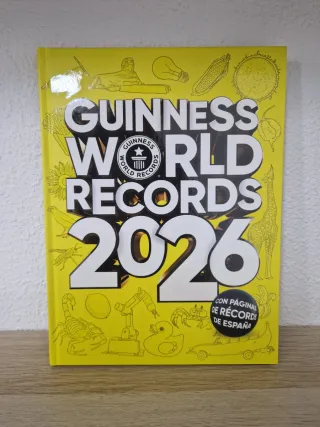 GUINNESS
WORLD
GUINNESS
WORLD RECORDS
RECORDS
2026
CON PÁGINAS
DE RÉCORDS
DE ESPAÑA